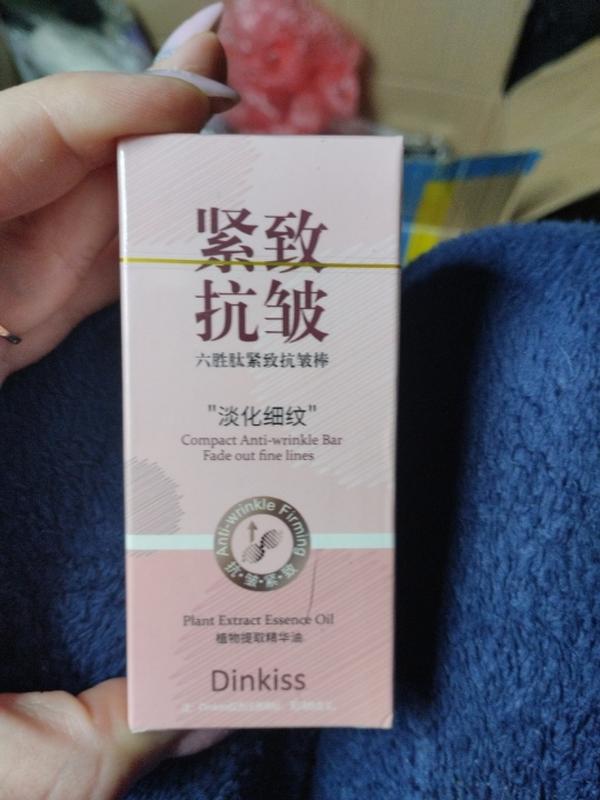 紧致
抗皱
六胜肽紧致抗皱棒
"淡化细纹"
Compact Anti-wrinkle Bar
Fade out fine lines
Anti-wrinkle Firming
抗·皱·紧·致
Plant Extract Essence Oil
植物提取精华油
Dinkiss